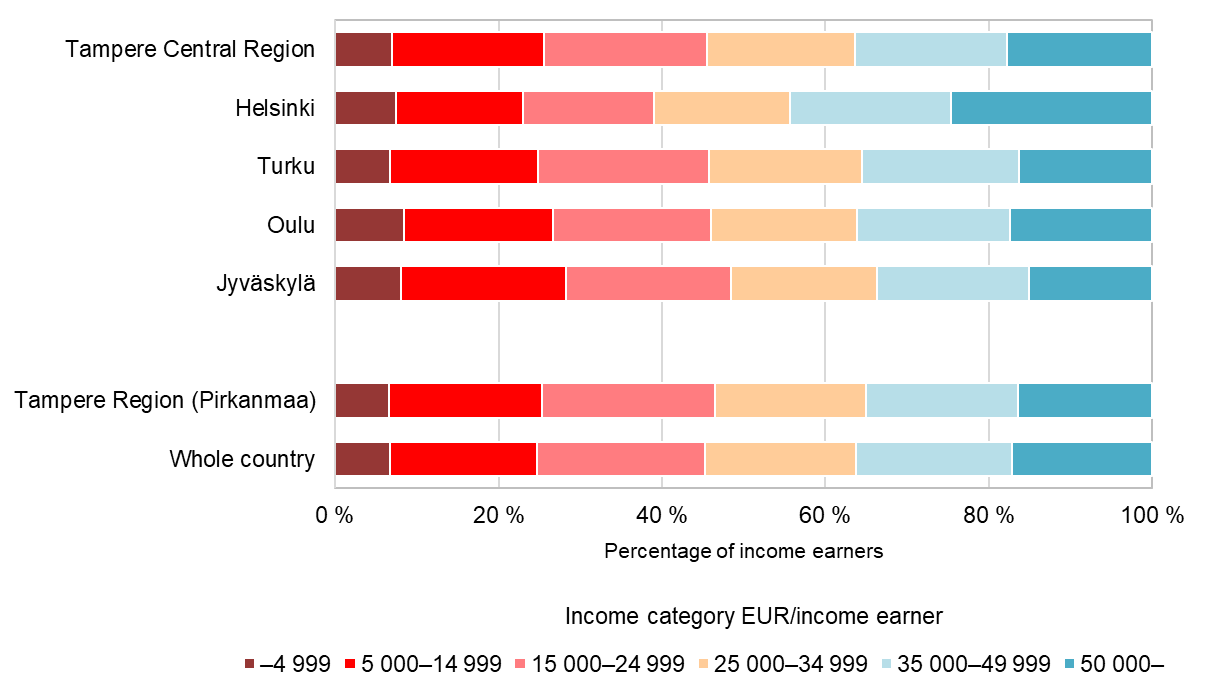 Tampere Central Region
Helsinki
Turku
Oulu
Jyväskylä
Tampere Region (Pirkanmaa)
Whole country
0 % 20 % 40 % 60 % 80 % 100 %
Percentage of income earners
Income category EUR/income earner
–4 999 5 000–14 999 15 000–24 999 25 000–34 999 35 000–49 999 50 000–